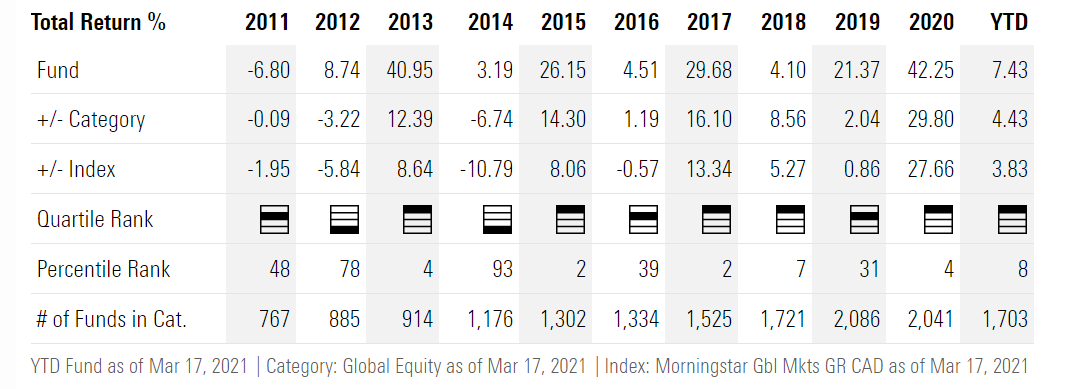 Total Return % 2011 2012 2013 2014 2015 2016 2017 2018 2019 2020 YTD
Fund -6.80 8.74 40.95 3.19 26.15 4.51 29.68 4.10 21.37 42.25 7.43
+/- Category -0.09 -3.22 12.39 -6.74 14.30 1.19 16.10 8.56 2.04 29.80 4.43
+/- Index -1.95 -5.84 8.64 -10.79 8.06 -0.57 13.34 5.27 0.86 27.66 3.83
Quartile Rank
Percentile Rank 48 78 4 93 2 39 2 7 31 4 8
# of Funds in Cat. 767 885 914 1,176 1,302 1,334 1,525 1,721 2,086 2,041 1,703
YTD Fund as of Mar 17, 2021 | Category: Global Equity as of Mar 17, 2021 | Index: Morningstar Gbl Mkts GR CAD as of Mar 17, 2021